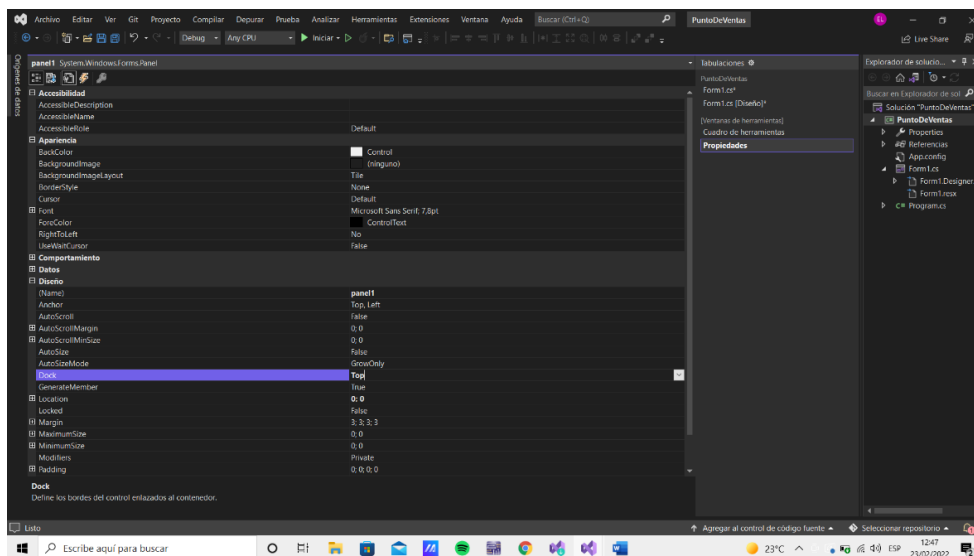 Archivo Editar Ver Git Proyecto Compilar Depurar Prueba Analizar Herramientas Extensiones Ventana Ayuda Buscar (Ctrl+Q) PuntoDeVentas EL
Debug Any CPU Iniciar Live Share
Orígenes de datos
panel1 System.Windows.Forms.Panel
Accesibilidad
AccessibleDescription
AccessibleName
AccessibleRole Default
Apariencia
BackColor Control
BackgroundImage (ninguno)
BackgroundImageLayout Tile
BorderStyle None
Cursor Default
Font Microsoft Sans Serif; 7,8pt
ForeColor ControlText
RightToLeft No
UseWaitCursor False
Comportamiento
Datos
Diseño
(Name) panel1
Anchor Top, Left
AutoScroll False
AutoScrollMargin 0; 0
AutoScrollMinSize 0; 0
AutoSize False
AutoSizeMode GrowOnly
Dock Top
GenerateMember True
Location 0; 0
Locked False
Margin 3; 3; 3; 3
MaximumSize 0; 0
MinimumSize 0; 0
Modifiers Private
Padding 0; 0; 0; 0
Dock
Define los bordes del control enlazados al contenedor.
Tabulaciones
PuntoDeVentas
Form1.cs*
Form1.cs [Diseño]*
[Ventanas de herramientas]
Cuadro de herramientas
Propiedades
Explorador de solucio...
Buscar en Explorador de sol
Solución "PuntoDeVentas"
PuntoDeVentas
Properties
Referencias
App.config
Form1.cs
Form1.Designer
Form1.resx
C# Program.cs
Listo Agregar al control de código fuente Seleccionar repositorio
Escribe aquí para buscar 23°C ESP 12:47
23/02/2022